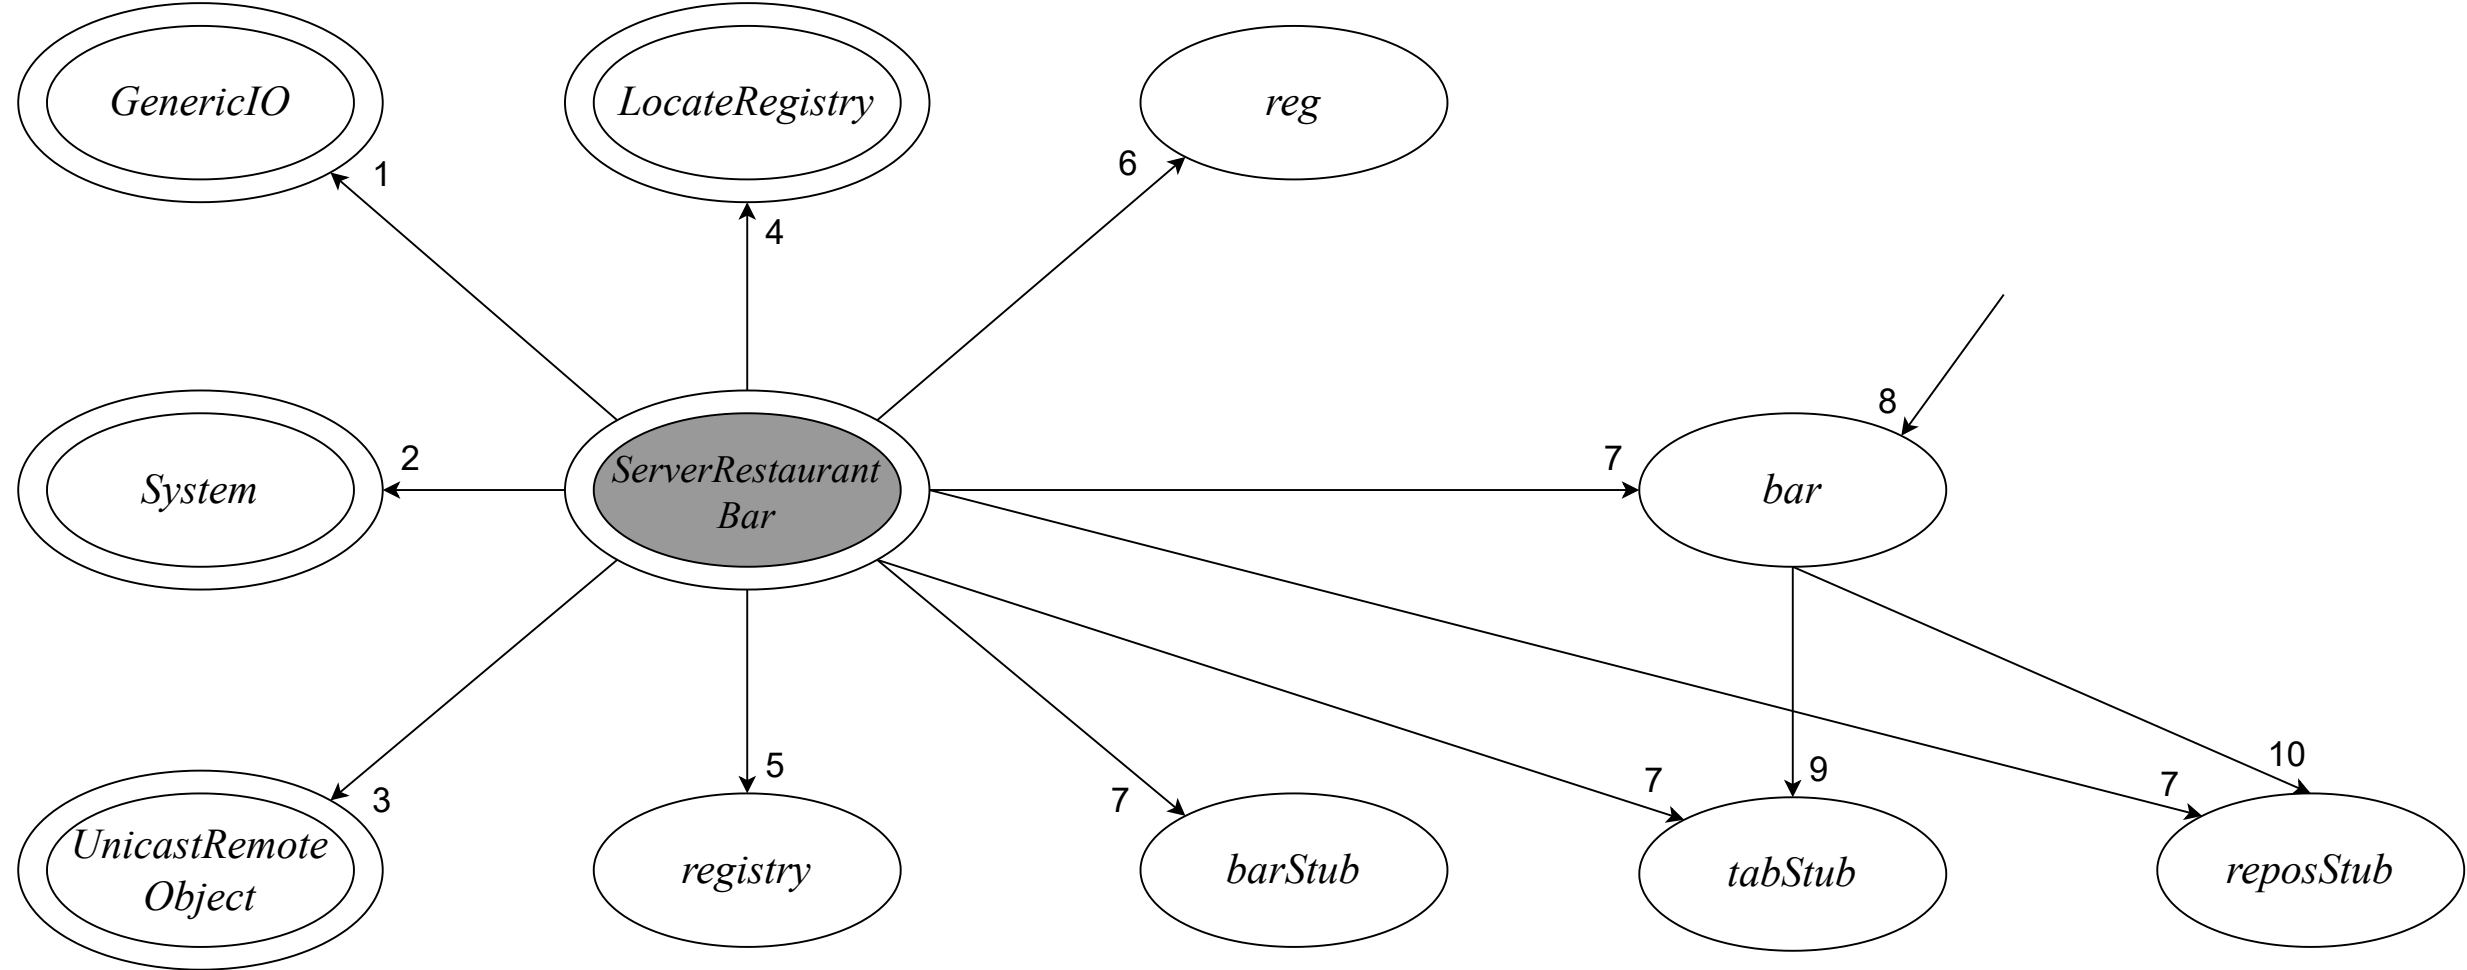 GenericIO
LocateRegistry
reg
1
6
4
8
2
ServerRestaurant
Bar
7
System
bar
5
3
7
7
9
7
10
UnicastRemote
Object
registry
barStub
tabStub
reposStub